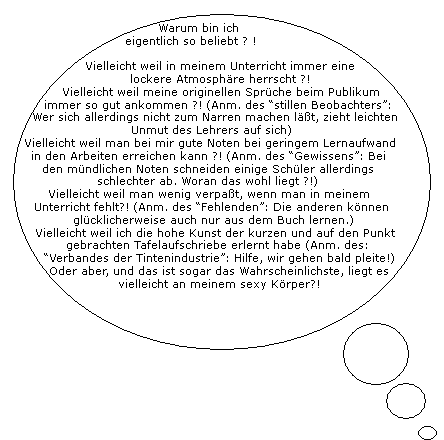 Warum bin ich
eigentlich so beliebt ? !
Vielleicht weil in meinem Unterricht immer eine
lockere Atmosphäre herrscht ?!
Vielleicht weil meine originellen Sprüche beim Publikum
immer so gut ankommen ?! (Anm. des “stillen Beobachters”:
Wer sich allerdings nicht zum Narren machen läßt, zieht leichten
Unmut des Lehrers auf sich)
Vielleicht weil man bei mir gute Noten bei geringem Lernaufwand
in den Arbeiten erreichen kann ?! (Anm. des “Gewissens”: Bei
den mündlichen Noten schneiden einige Schüler allerdings
schlechter ab. Woran das wohl liegt ?!)
Vielleicht weil man wenig verpaßt, wenn man in meinem
Unterricht fehlt?! (Anm. des “Fehlenden”: Die anderen können
glücklicherweise auch nur aus dem Buch lernen.)
Vielleicht weil ich die hohe Kunst der kurzen und auf den Punkt
gebrachten Tafelaufschriebe erlernt habe (Anm. des:
“Verbandes der Tintenindustrie”: Hilfe, wir gehen bald pleite!)
Oder aber, und das ist sogar das Wahrscheinlichste, liegt es
vielleicht an meinem sexy Körper?!